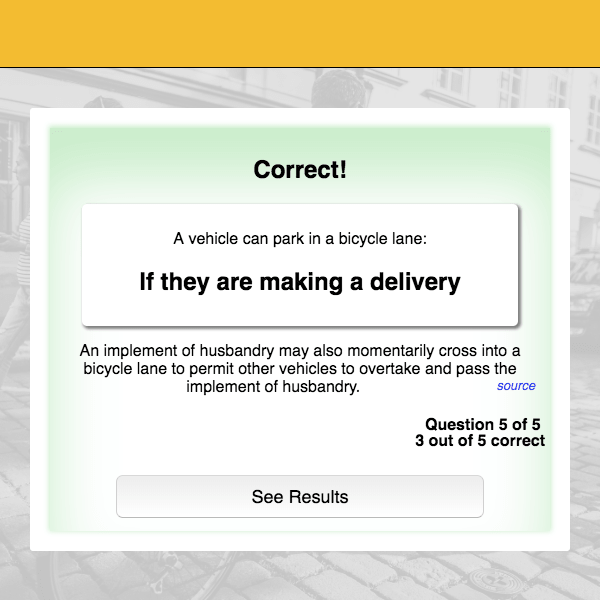 Correct!
A vehicle can park in a bicycle lane:
If they are making a delivery
An implement of husbandry may also momentarily cross into a
bicycle lane to permit other vehicles to overtake and pass the
implement of husbandry.
source
Question 5 of 5
3 out of 5 correct
See Results